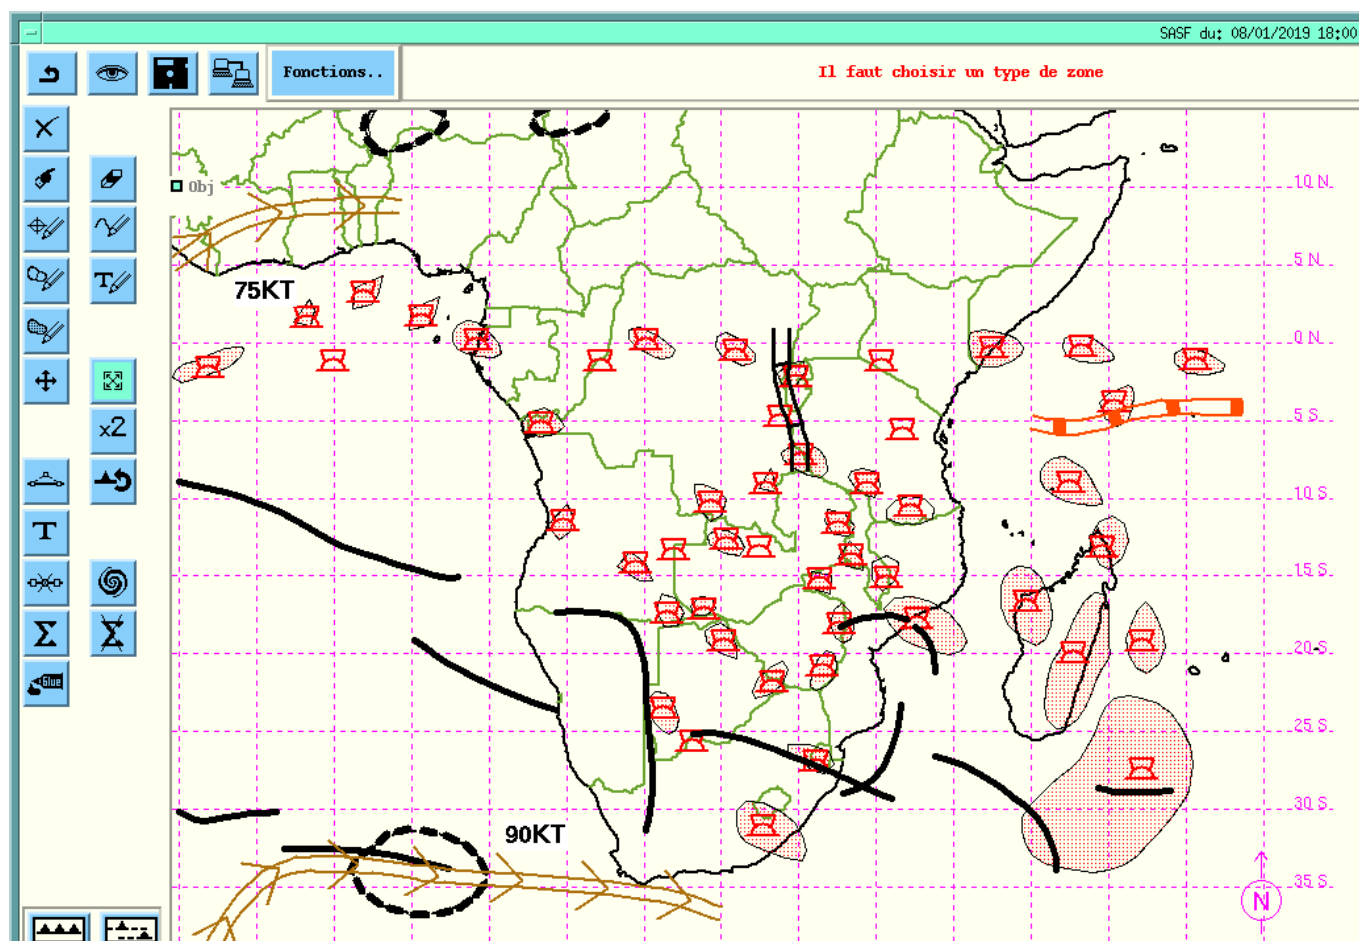 SASF du: 08/01/2019 18:00
Fonctions..
Il faut choisir un type de zone
Obj
10 N
5 N
75KT
0 N
T
x2
5 S
10 S
T
15 S
Σ
20 S
Glue
25 S
30 S
90KT
35 S
N